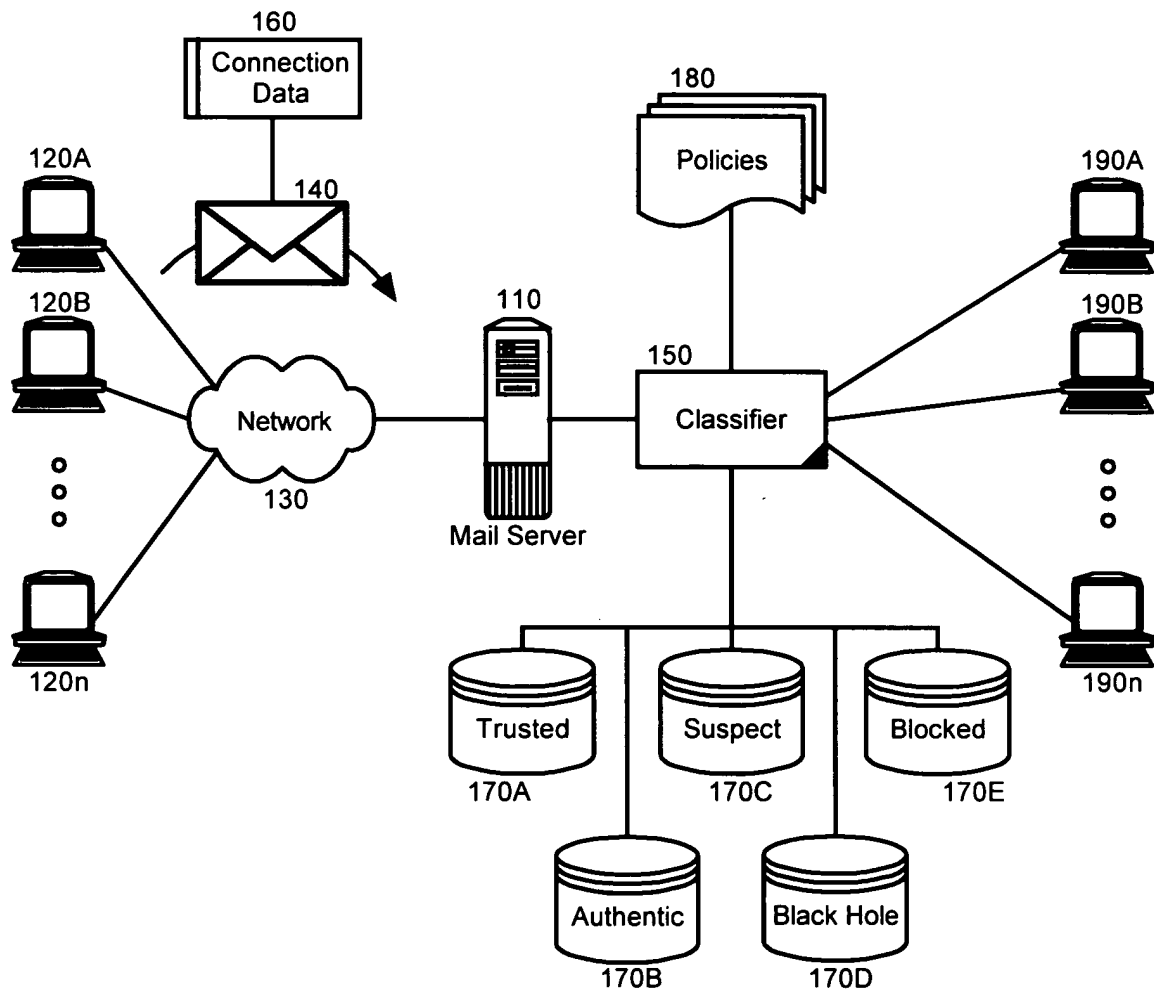 160
Connection
Data
180
Policies
120A
140
190A
120B
110
190B
150
Network
Classifier
130
Mail Server
120n
190n
Trusted
Suspect
Blocked
170A
170C
170E
Authentic
Black Hole
170B
170D